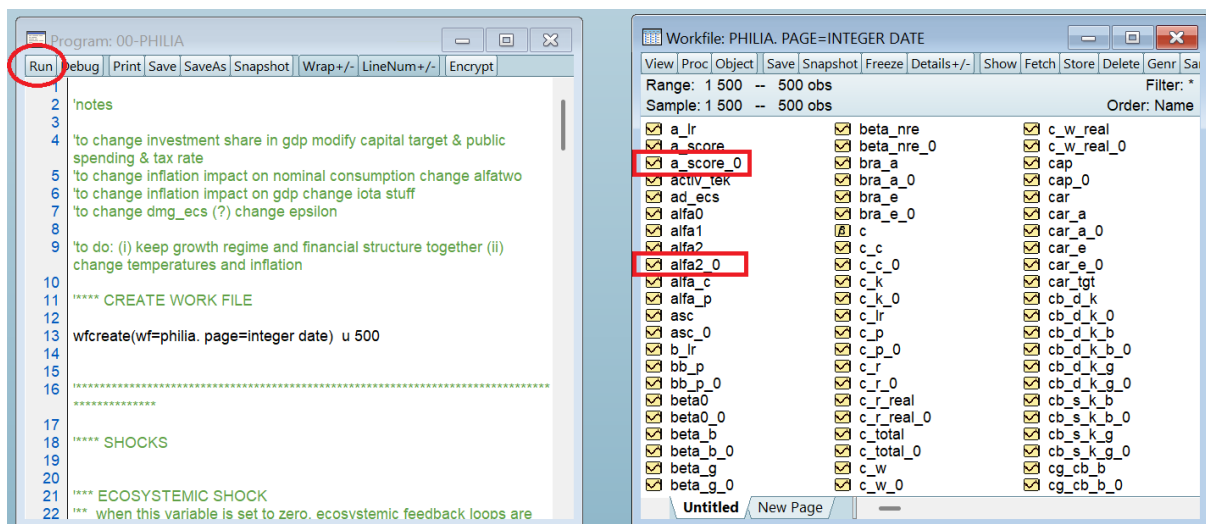 Program: 00-PHILIA
Run Debug Print Save SaveAs Snapshot Wrap+/- LineNum+/- Encrypt
1
2 'notes
3
4 'to change investment share in gdp modify capital target & public
spending & tax rate
5 'to change inflation impact on nominal consumption change alfatwo
6 'to change inflation impact on gdp change iota stuff
7 'to change dmg_ecs (?) change epsilon
8
9 'to do: (i) keep growth regime and financial structure together (ii)
change temperatures and inflation
10
11 '**** CREATE WORK FILE
12
13 wfcreate(wf=philia. page=integer date) u 500
14
15
16 '*******************************************************************************
**************
17
18 '**** SHOCKS
19
20
21 '*** ECOSYSTEMIC SHOCK
22 '** when this variable is set to zero, ecosystemic feedback loops are
Workfile: PHILIA. PAGE=INTEGER DATE
View Proc Object Save Snapshot Freeze Details+/- Show Fetch Store Delete Genr Sa
Range: 1 500 -- 500 obs Filter: *
Sample: 1 500 -- 500 obs Order: Name
a_lr
a_score
a_score_0
activ_tek
ad_ecs
alfa0
alfa1
alfa2
alfa2_0
alfa_c
alfa_p
asc
asc_0
b_lr
bb_p
bb_p_0
beta0
beta0_0
beta_b
beta_b_0
beta_g
beta_g_0
beta_nre
beta_nre_0
bra_a
bra_a_0
bra_e
bra_e_0
β c
c_c
c_c_0
c_k
c_k_0
c_lr
c_p
c_p_0
c_r
c_r_0
c_r_real
c_r_real_0
c_total
c_total_0
c_w
c_w_0
c_w_real
c_w_real_0
cap
cap_0
car
car_a
car_a_0
car_e
car_e_0
car_tgt
cb_d_k
cb_d_k_0
cb_d_k_b
cb_d_k_b_0
cb_d_k_g
cb_d_k_g_0
cb_s_k_b
cb_s_k_b_0
cb_s_k_g
cb_s_k_g_0
cg_cb_b
cg_cb_b_0
Untitled New Page